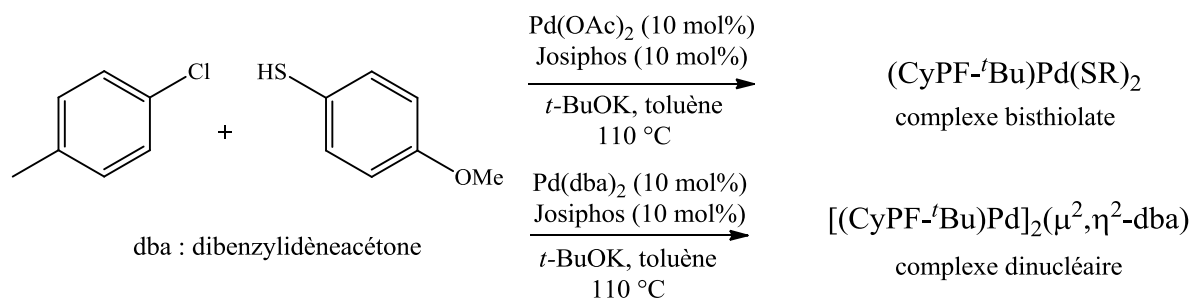 Cl
+
HS
OMe
dba : dibenzylidèneacétone
Pd(OAc)₂ (10 mol%)
Josiphos (10 mol%)
t-BuOK, toluène
110 °C
(CyPF-ᵗBu)Pd(SR)₂
complexe bisthiolate
Pd(dba)₂ (10 mol%)
Josiphos (10 mol%)
t-BuOK, toluène
110 °C
[(CyPF-ᵗBu)Pd]₂(μ²,η²-dba)
complexe dinucléaire